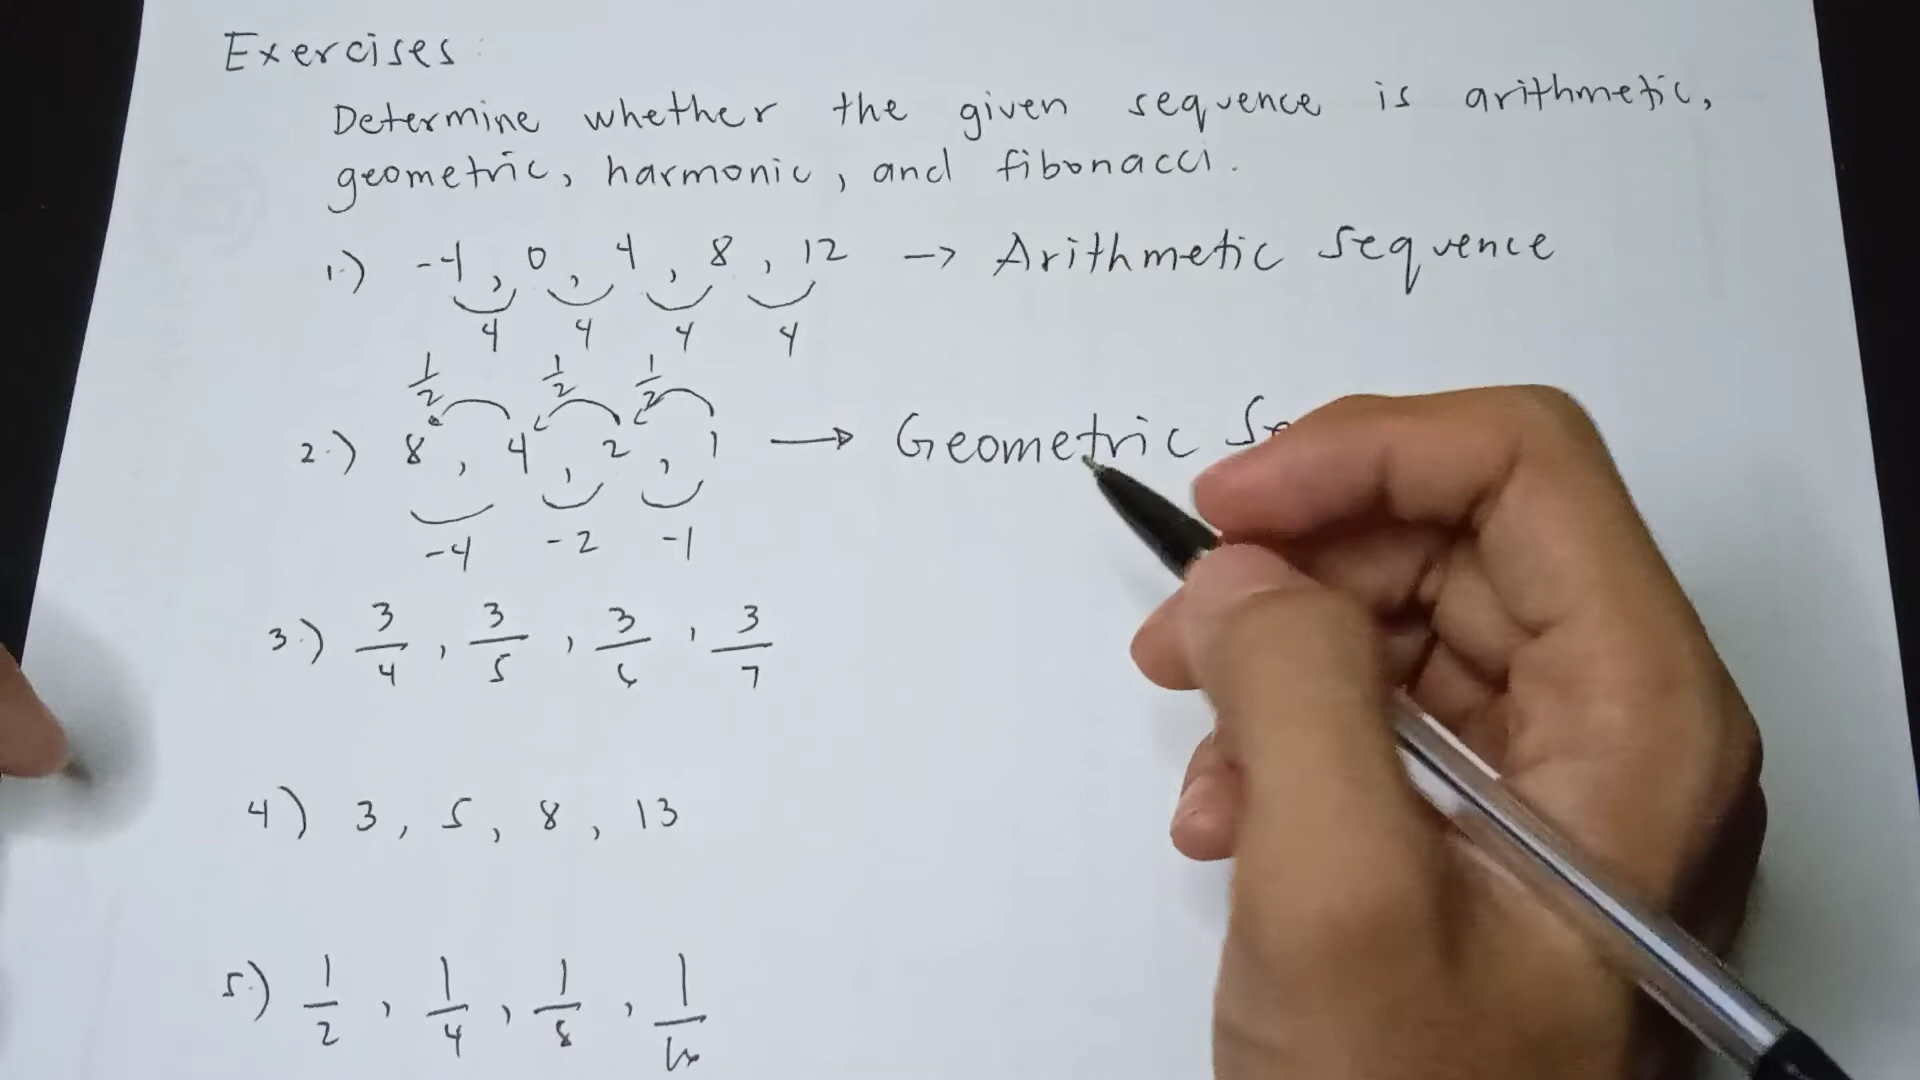 Exercises:
Determine whether the given sequence is arithmetic,
geometric, harmonic, and fibonacci.
1.) -4, 0, 4, 8, 12 → Arithmetic Sequence
4 4 4 4
1/2 1/2 1/2
2.) 8, 4, 2, 1 → Geometric
-4 -2 -1
3.) 3/4, 3/5, 3/6, 3/7
4.) 3, 5, 8, 13
5.) 1/2, 1/4, 1/8,